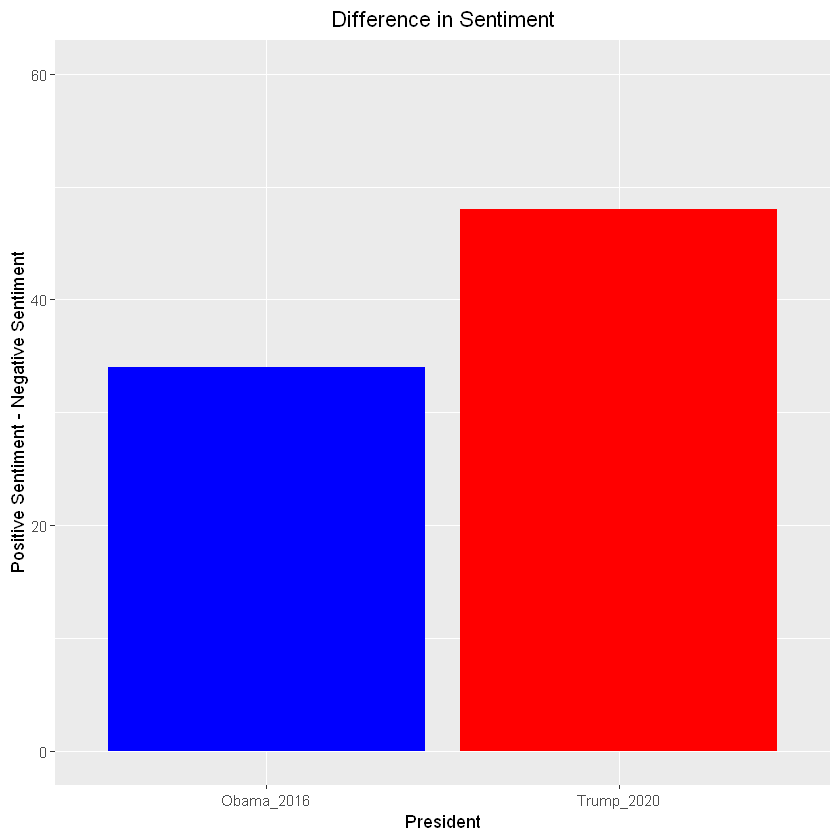 Difference in Sentiment
Positive Sentiment - Negative Sentiment
60
40
20
0
Obama_2016
Trump_2020
President